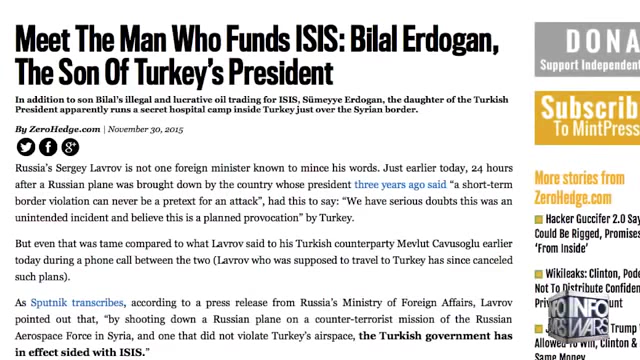 Meet The Man Who Funds ISIS: Bilal Erdogan,
The Son Of Turkey's President
In addition to son Bilal's illegal and lucrative oil trading for ISIS, Sümeyye Erdogan, the daughter of the Turkish
President apparently runs a secret hospital camp inside Turkey just over the Syrian border.
By ZeroHedge.com | November 30, 2015
Russia's Sergey Lavrov is not one foreign minister known to mince his words. Just earlier today, 24 hours
after a Russian plane was brought down by the country whose president three years ago said "a short-term
border violation can never be a pretext for an attack", had this to say: "We have serious doubts this was an
unintended incident and believe this is a planned provocation" by Turkey.
But even that was tame compared to what Lavrov said to his Turkish counterparty Mevlut Cavusoglu earlier
today during a phone call between the two (Lavrov who was supposed to travel to Turkey has since canceled
such plans).
As Sputnik transcribes, according to a press release from Russia's Ministry of Foreign Affairs, Lavrov
pointed out that, "by shooting down a Russian plane on a counter-terrorist mission of the Russian
Aerospace Force in Syria, and one that did not violate Turkey's airspace, the Turkish government has
in effect sided with ISIS."
DONA
Support Independent
Subscrib
To MintPress
More stories from
ZeroHedge.com
Hacker Guccifer 2.0 Say
Could Be Rigged, Promises
'From Inside'
Wikileaks: Clinton, Pode
Not To Distribute Confiden
Trump
Allowed To Win, Clinton &
Same Money
INFO
WARS